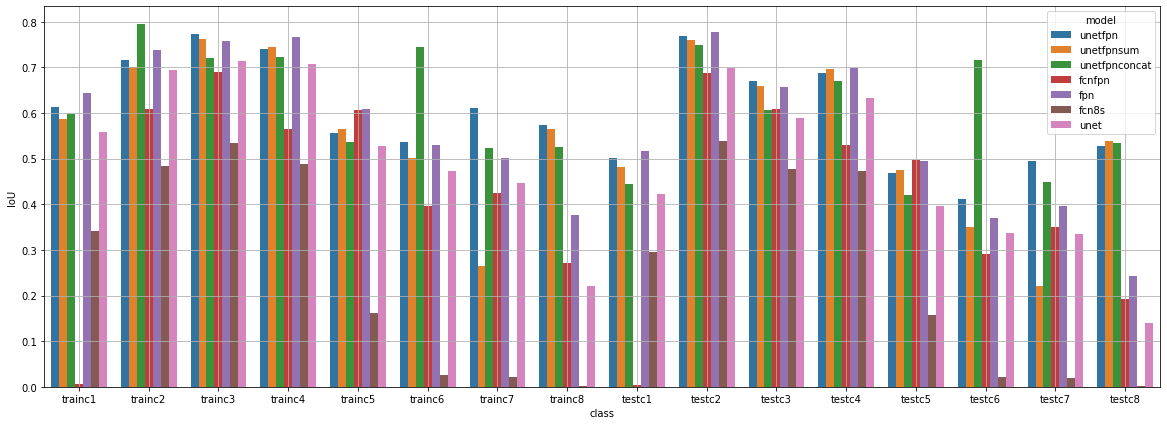 0.8
0.7
0.6
0.5
0.4
0.3
0.2
0.1
0.0
IoU
model
unetfpn
unetfpnsum
unetfpnconcat
fcnfpn
fpn
fcn8s
unet
trainc1 trainc2 trainc3 trainc4 trainc5 trainc6 trainc7 trainc8 testc1 testc2 testc3 testc4 testc5 testc6 testc7 testc8
class